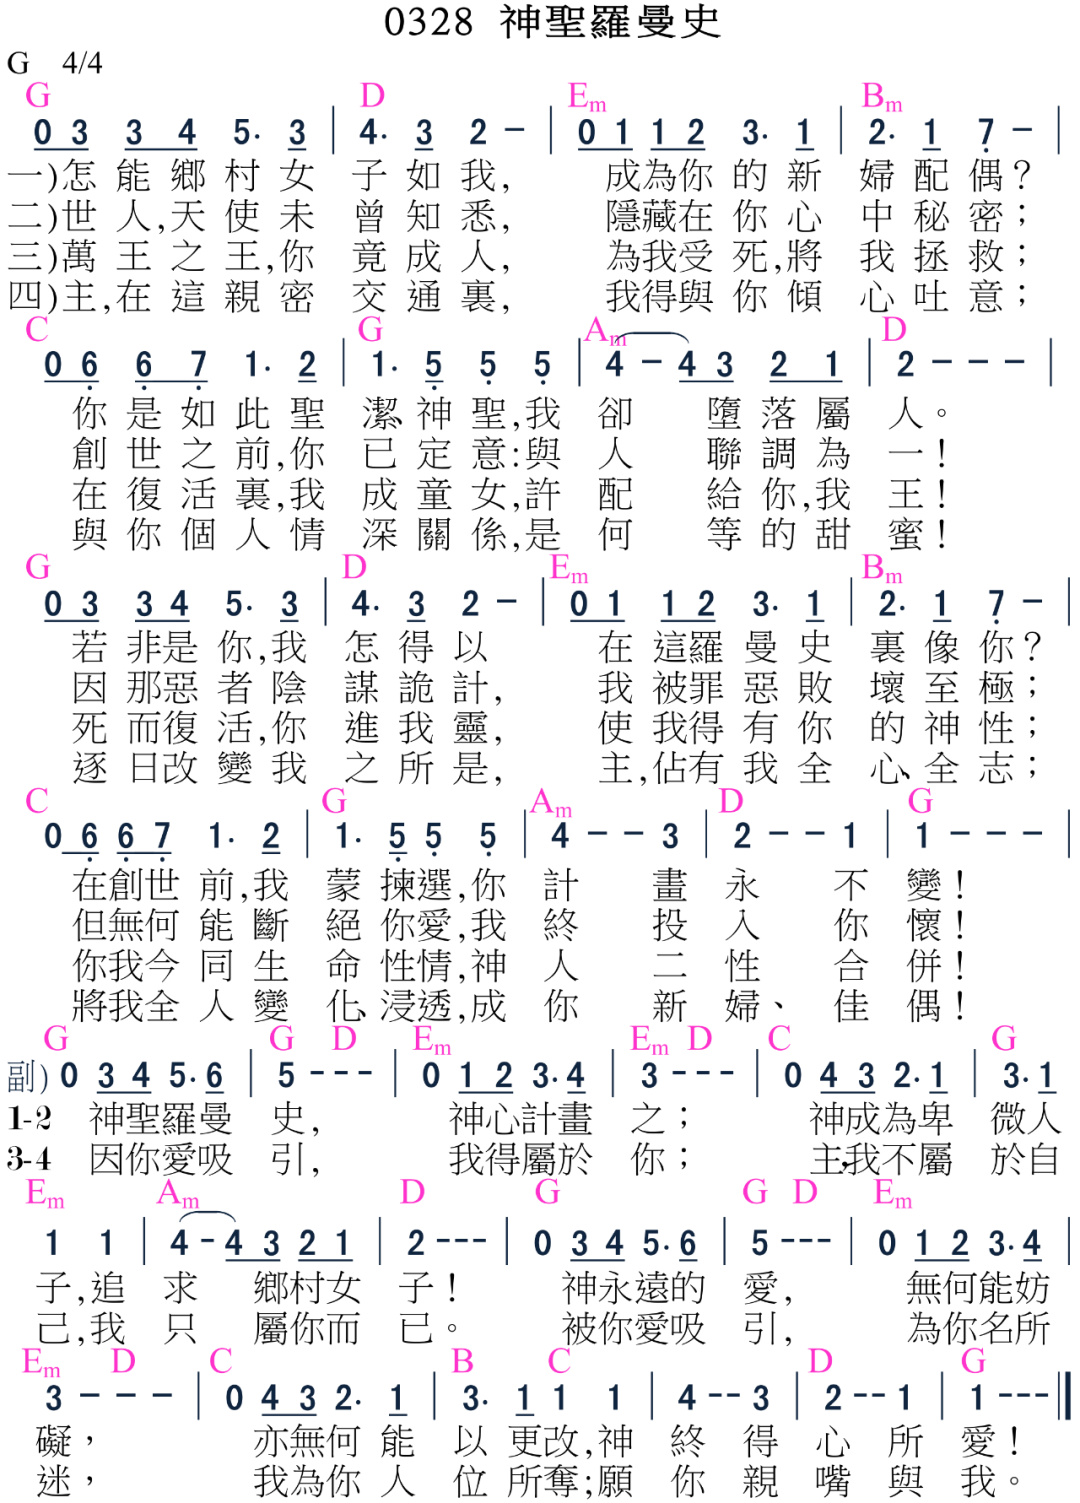 0328 神聖羅曼史
G 4/4
G D Em Bm
0 3 3 4 5. 3 | 4. 3 2 - | 0 1 1 2 3. 1 | 2. 1 7 - |
一)怎能鄉村女子如我, 成為你的新婦配偶?
二)世人,天使未曾知悉, 隱藏在你心中秘密;
三)萬王之王,你竟成人, 為我受死,將我拯救;
四)主,在這親密交通裏, 我得與你傾心吐意;
C G Am D
0 6 6 7 1. 2 | 1. 5 5 5 | 4 - 4 3 2 1 | 2 - - - |
你是如此聖潔、神聖,我卻墮落屬人。
創世之前,你已定意:與人聯調為一!
在復活裏,我成童女,許配給你,我王!
與你個人情深關係,是何等的甜蜜!
G D Em Bm
0 3 3 4 5. 3 | 4. 3 2 - | 0 1 1 2 3. 1 | 2. 1 7 - |
若非是你,我怎得以在這羅曼史裏像你?
因那惡者陰謀詭計, 我被罪惡敗壞至極;
死而復活,你進我靈, 使我得有你的神性;
逐日改變我之所是, 主,佔有我全心、全志;
C G Am D G
0 6 6 7 1. 2 | 1. 5 5 5 | 4 - - 3 | 2 - - 1 | 1 - - - |
在創世前,我蒙揀選,你計畫永不變!
但無何能斷絕你愛,我終投入你懷!
你我今同生命性情,神人二性合併!
將我全人變化、浸透,成你新婦、佳偶!
G G D Em Em D C G
副) 0 3 4 5. 6 | 5 - - - | 0 1 2 3. 4 | 3 - - - | 0 4 3 2. 1 | 3. 1
1-2 神聖羅曼史, 神心計畫之; 神成為卑微人
3-4 因你愛吸引, 我得屬於你; 主,我不屬於自
Em Am D G G D Em
1 1 | 4 - 4 3 2 1 | 2 - - - | 0 3 4 5. 6 | 5 - - - | 0 1 2 3. 4 |
子,追求鄉村女子! 神永遠的愛, 無何能妨
己,我只屬你而已。 被你愛吸引, 為你名所
Em D C B C D G
3 - - - | 0 4 3 2. 1 | 3. 1 1 1 | 4 - - 3 | 2 - - 1 | 1 - - - ‖
礙, 亦無何能以更改,神終得心所愛!
迷, 我為你人位所奪;願你親嘴與我。